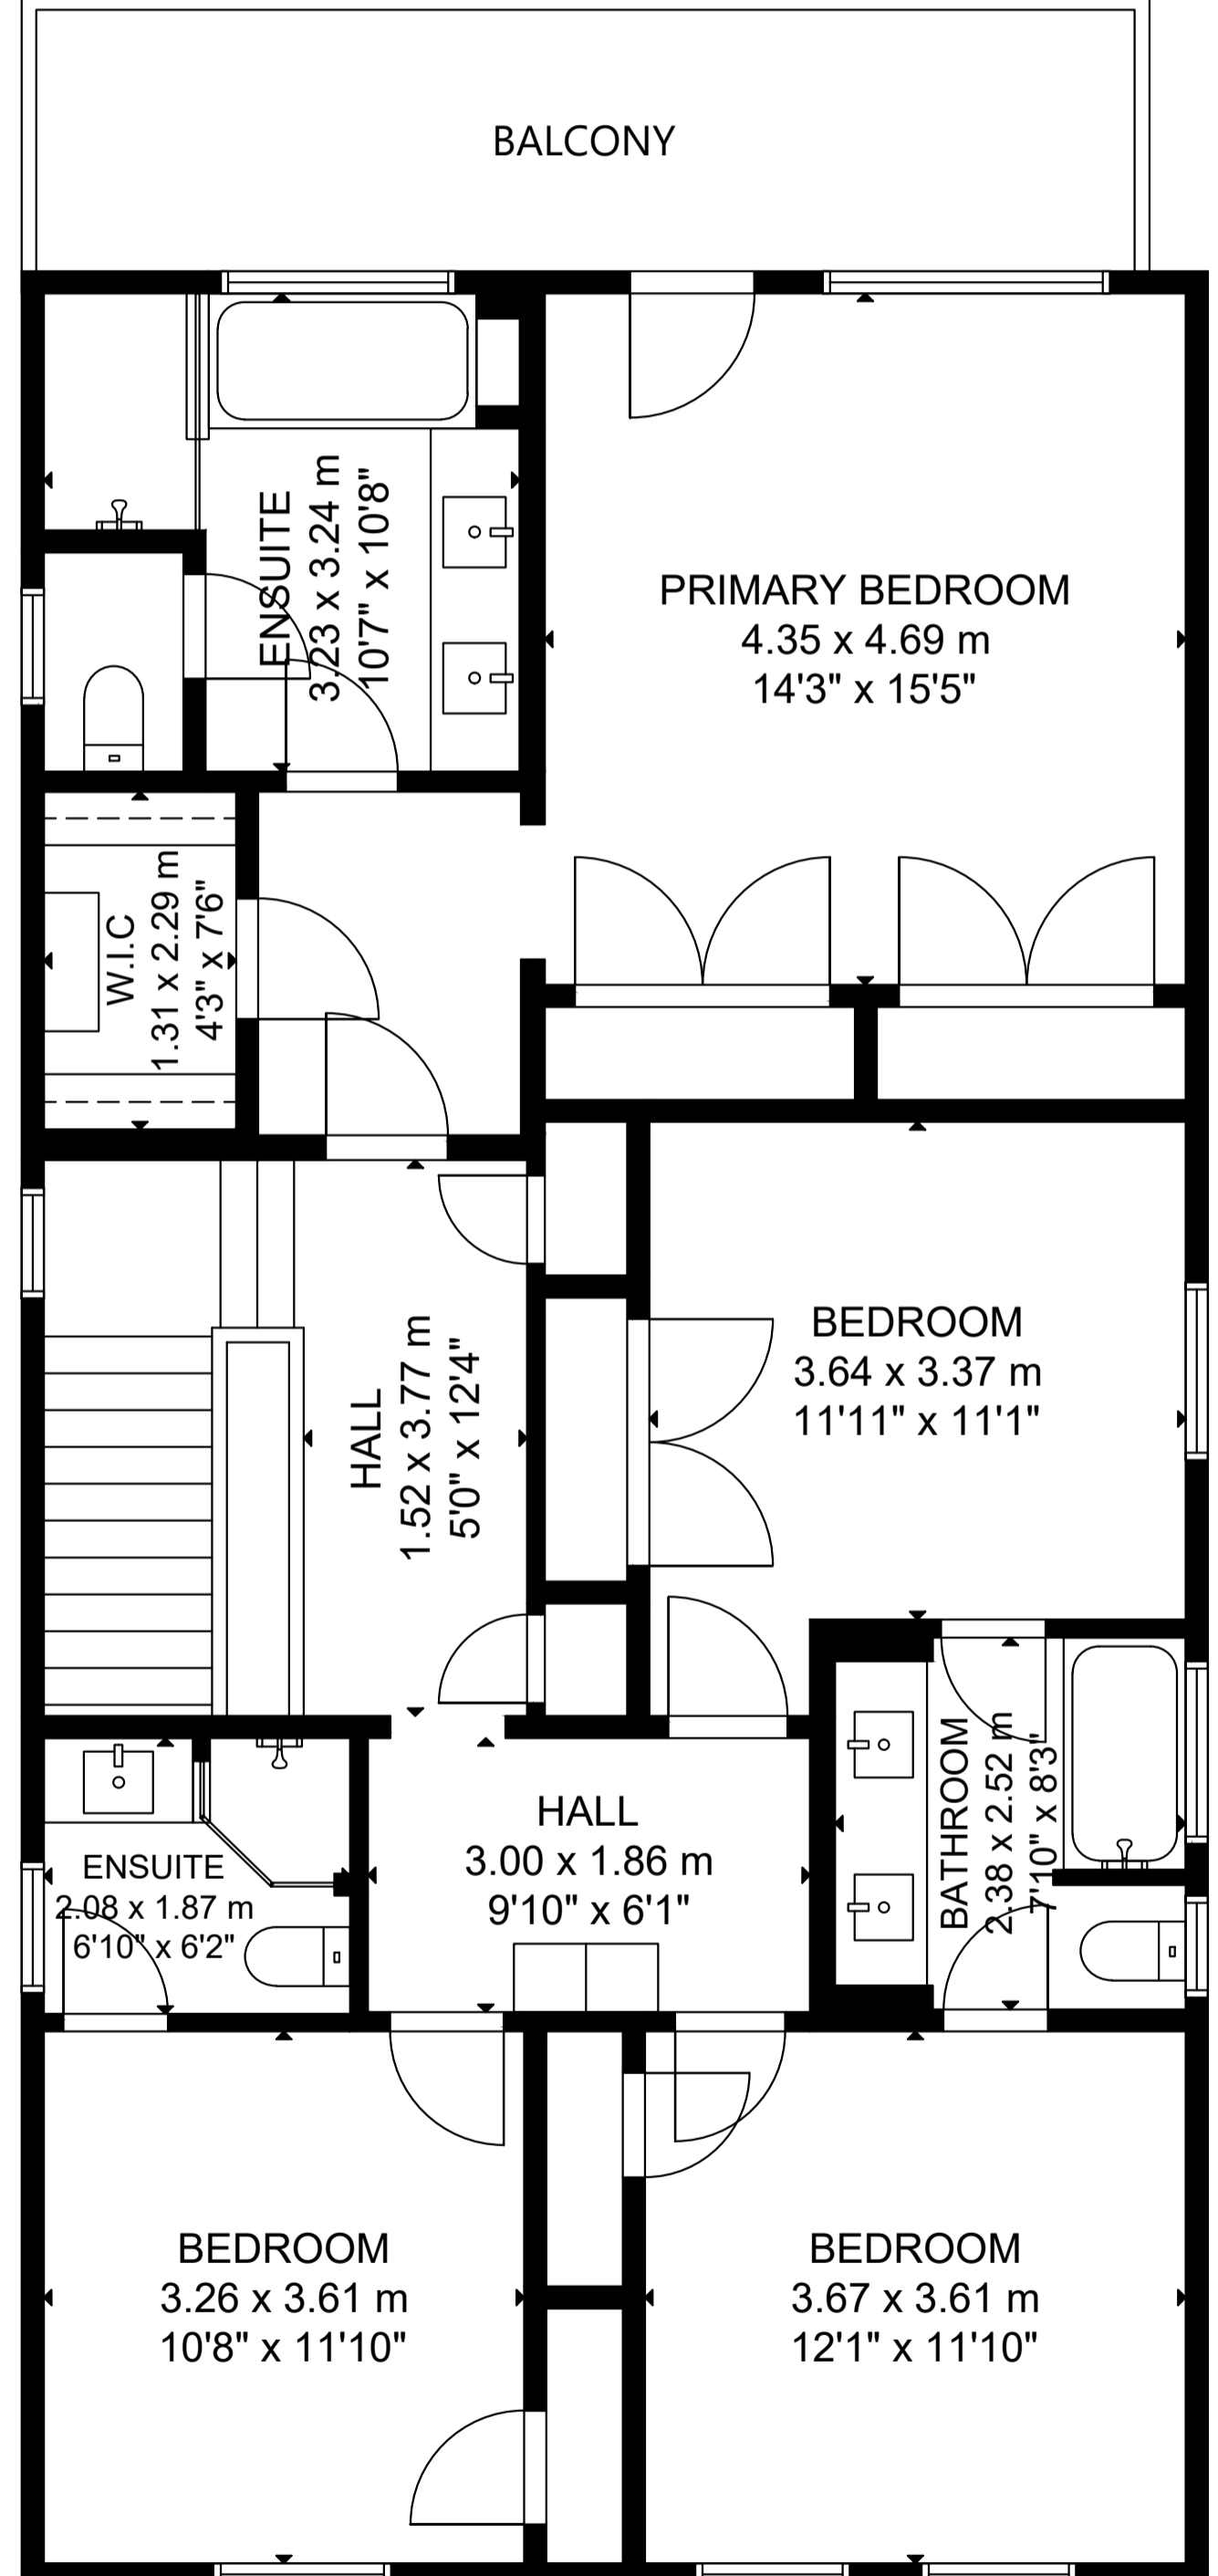 BALCONY
ENSUITE
3.23 x 3.24 m
10'7" x 10'8"
PRIMARY BEDROOM
4.35 x 4.69 m
14'3" x 15'5"
W.I.C
1.31 x 2.29 m
4'3" x 7'6"
HALL
1.52 x 3.77 m
5'0" x 12'4"
BEDROOM
3.64 x 3.37 m
11'11" x 11'1"
ENSUITE
2.08 x 1.87 m
6'10" x 6'2"
HALL
3.00 x 1.86 m
9'10" x 6'1"
BATHROOM
2.38 x 2.52 m
7'10" x 8'3"
BEDROOM
3.26 x 3.61 m
10'8" x 11'10"
BEDROOM
3.67 x 3.61 m
12'1" x 11'10"